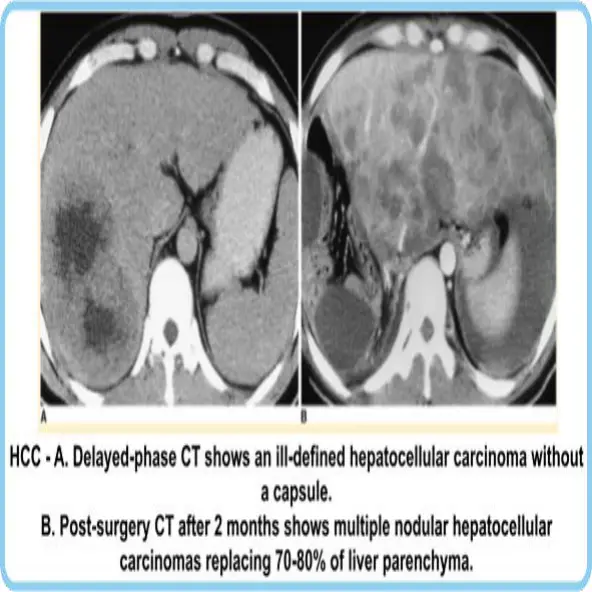 A
B
HCC - A. Delayed-phase CT shows an ill-defined hepatocellular carcinoma without
a capsule.
B. Post-surgery CT after 2 months shows multiple nodular hepatocellular
carcinomas replacing 70-80% of liver parenchyma.